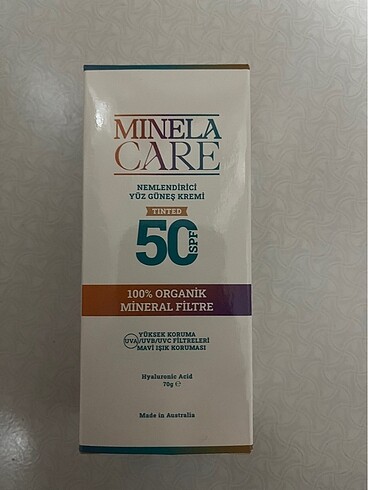 MINELA
CARE
NEMLENDİRİCİ
YÜZ GÜNEŞ KREMİ
TINTED
50 SPF
100% ORGANİK
MİNERAL FİLTRE
YÜKSEK KORUMA
UVA/UVB/UVC FİLTRELERİ
MAVİ IŞIK KORUMASI
Hyaluronic Acid
70g ℮
Made in Australia